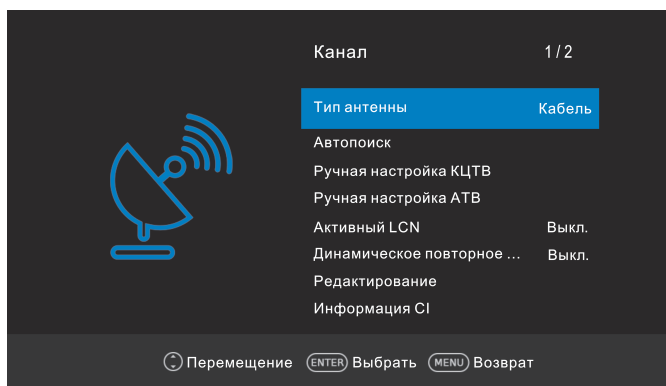 Канал 1/2
Тип антенны Кабель
Автопоиск
Ручная настройка КЦТВ
Ручная настройка АТВ
Активный LCN Выкл.
Динамическое повторное ... Выкл.
Редактирование
Информация CI
Перемещение ENTER Выбрать MENU Возврат